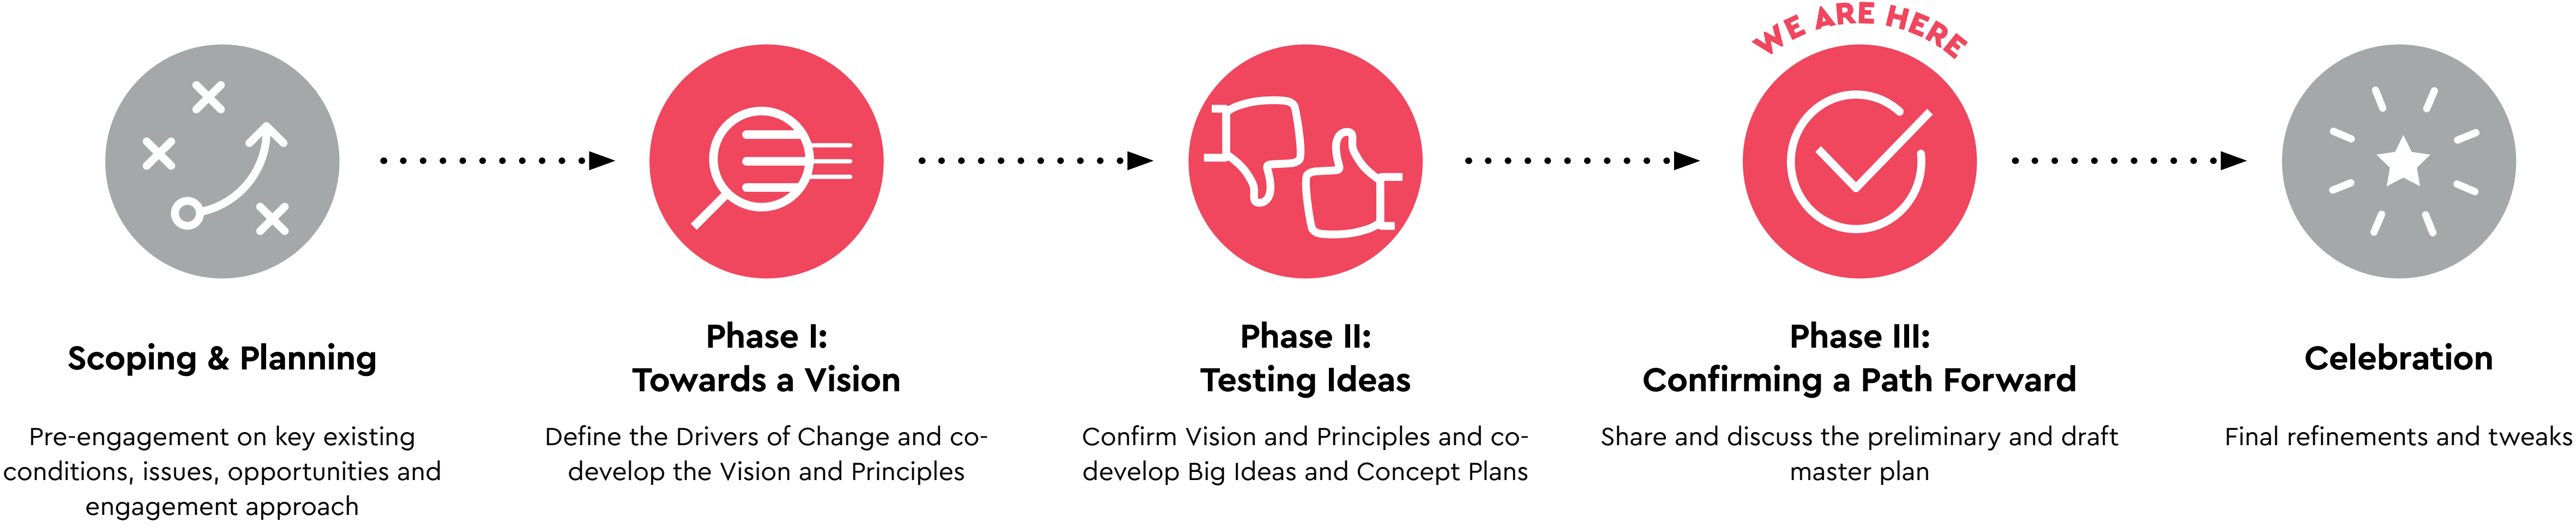 WE ARE HERE
Scoping & Planning
Pre-engagement on key existing
conditions, issues, opportunities and
engagement approach
Phase I:
Towards a Vision
Define the Drivers of Change and co-
develop the Vision and Principles
Phase II:
Testing Ideas
Confirm Vision and Principles and co-
develop Big Ideas and Concept Plans
Phase III:
Confirming a Path Forward
Share and discuss the preliminary and draft
master plan
Celebration
Final refinements and tweaks